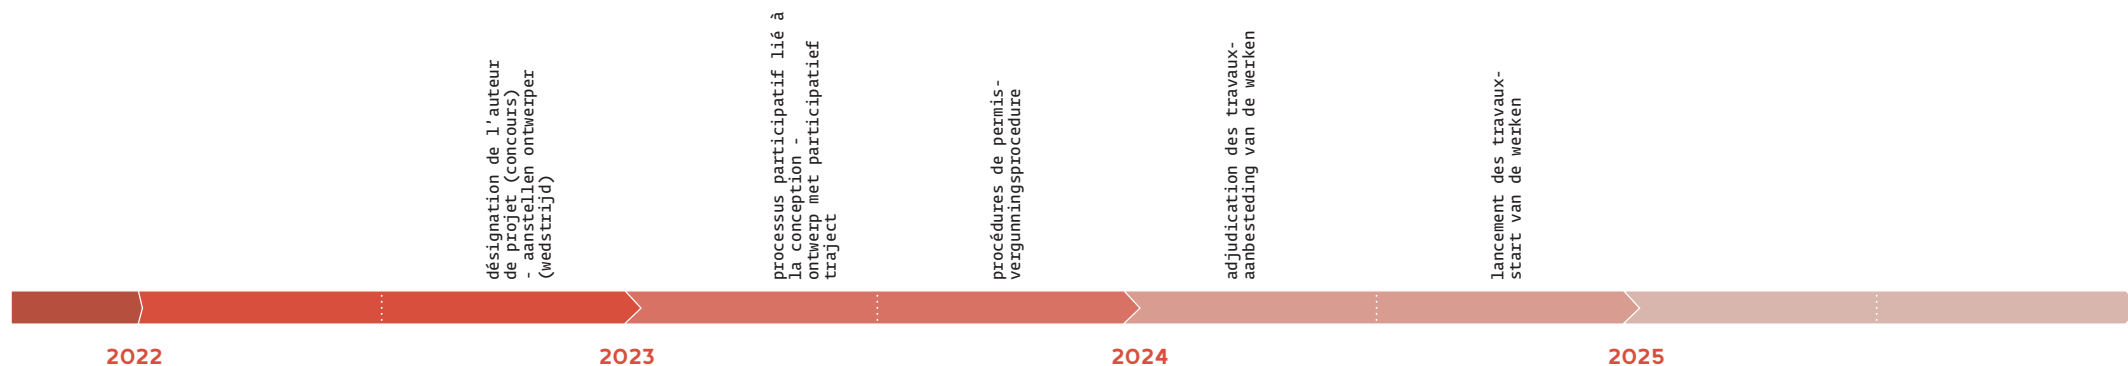 désignation de l'auteur
de projet (concours)
- aanstellen ontwerper
(wedstrijd)
processus participatif lié à
la conception -
ontwerp met participatief
traject
procédures de permis-
vergunningsprocedure
adjudication des travaux-
aanbesteding van de werken
lancement des travaux-
start van de werken
2022
2023
2024
2025